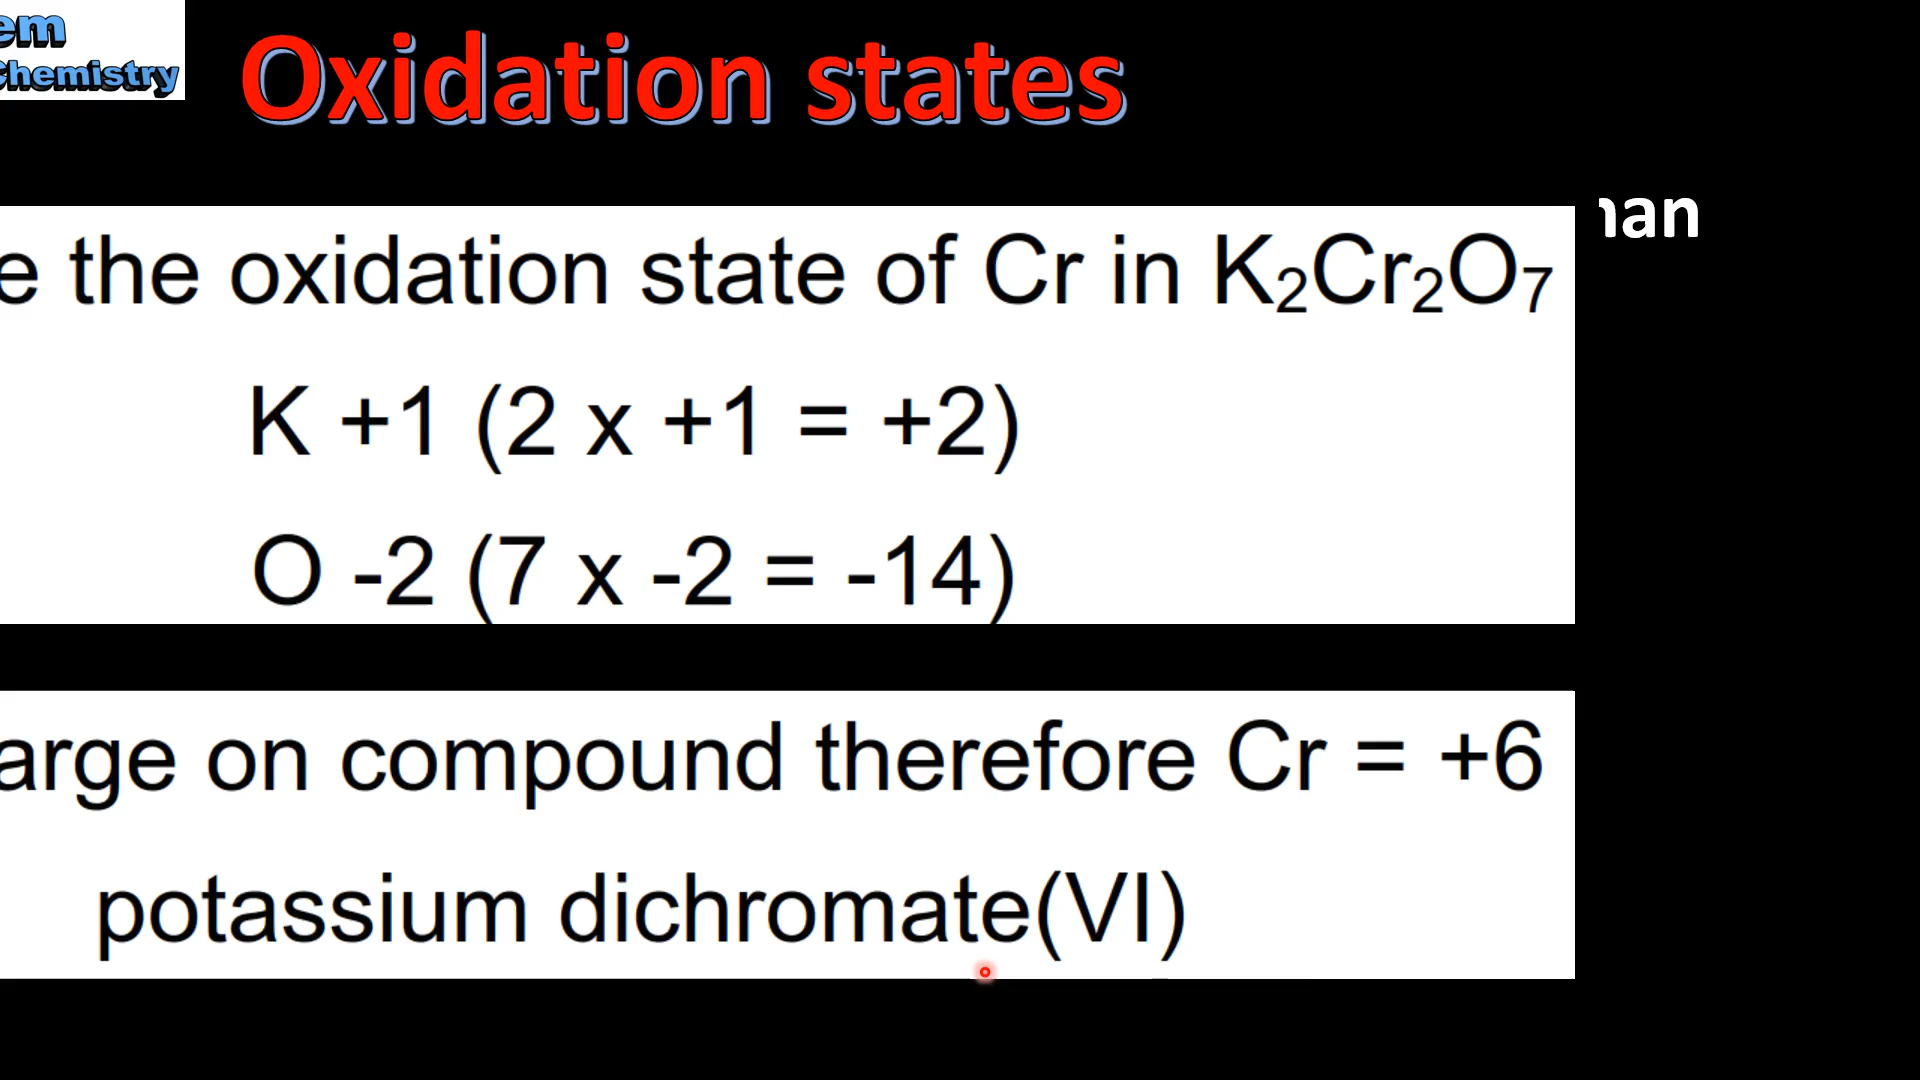 em
Chemistry
Oxidation states
e the oxidation state of Cr in K₂Cr₂O₇
K +1 (2 x +1 = +2)
O -2 (7 x -2 = -14)
arge on compound therefore Cr = +6
potassium dichromate(VI)